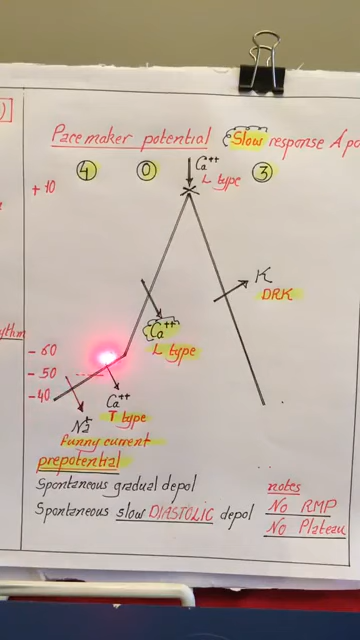 Pacemaker potential (Slow response A po
4 0 Ca++ 3
L type
+ 10
K
DRK
Ca++
L type
thm
- 60
- 50
- 40
Ca++
T type
Na+
funny current
prepotential
Spontaneous gradual depol
Spontaneous slow DIASTOLIC depol
notes
No RMP
No Plateau